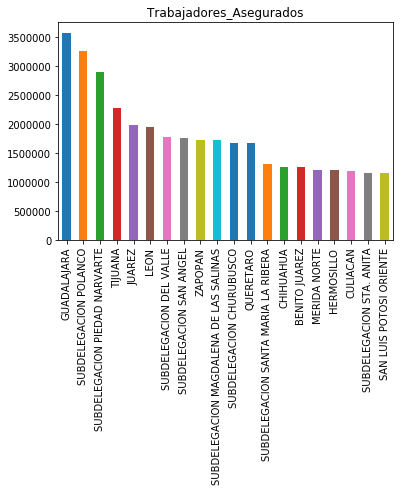 Trabajadores_Asegurados
3500000
3000000
2500000
2000000
1500000
1000000
500000
0
GUADALAJARA
SUBDELEGACION POLANCO
SUBDELEGACION PIEDAD NARVARTE
TIJUANA
JUAREZ
LEON
SUBDELEGACION DEL VALLE
SUBDELEGACION SAN ANGEL
ZAPOPAN
SUBDELEGACION MAGDALENA DE LAS SALINAS
SUBDELEGACION CHURUBUSCO
QUERETARO
SUBDELEGACION SANTA MARIA LA RIBERA
CHIHUAHUA
BENITO JUAREZ
MERIDA NORTE
HERMOSILLO
CULIACAN
SUBDELEGACION STA. ANITA
SAN LUIS POTOSI ORIENTE